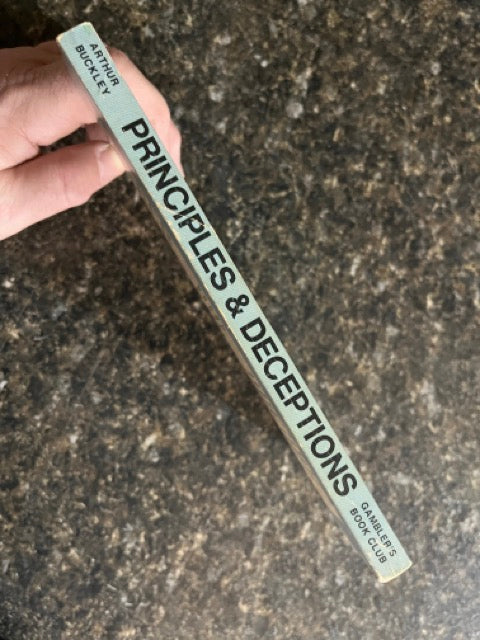 ARTHUR
BUCKLEY
PRINCIPLES & DECEPTIONS
GAMBLER'S
BOOK CLUB